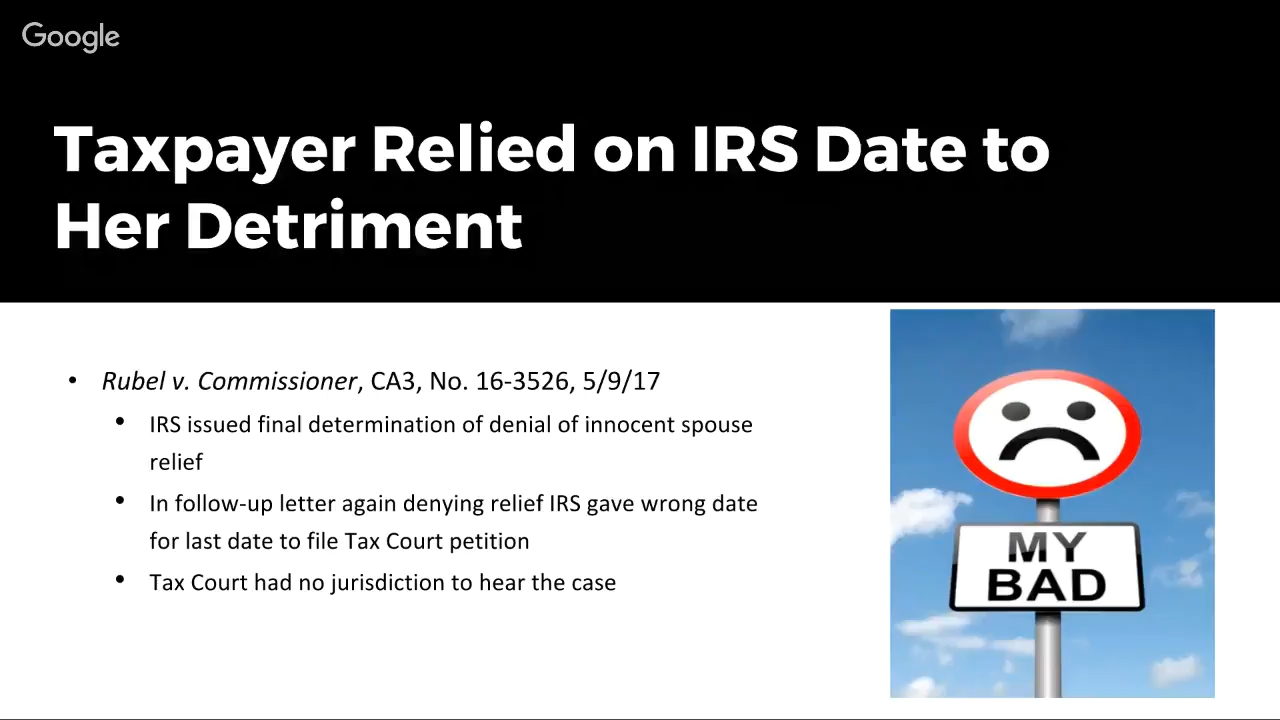 Google
Taxpayer Relied on IRS Date to
Her Detriment
• Rubel v. Commissioner, CA3, No. 16-3526, 5/9/17
• IRS issued final determination of denial of innocent spouse
relief
• In follow-up letter again denying relief IRS gave wrong date
for last date to file Tax Court petition
• Tax Court had no jurisdiction to hear the case
MY
BAD